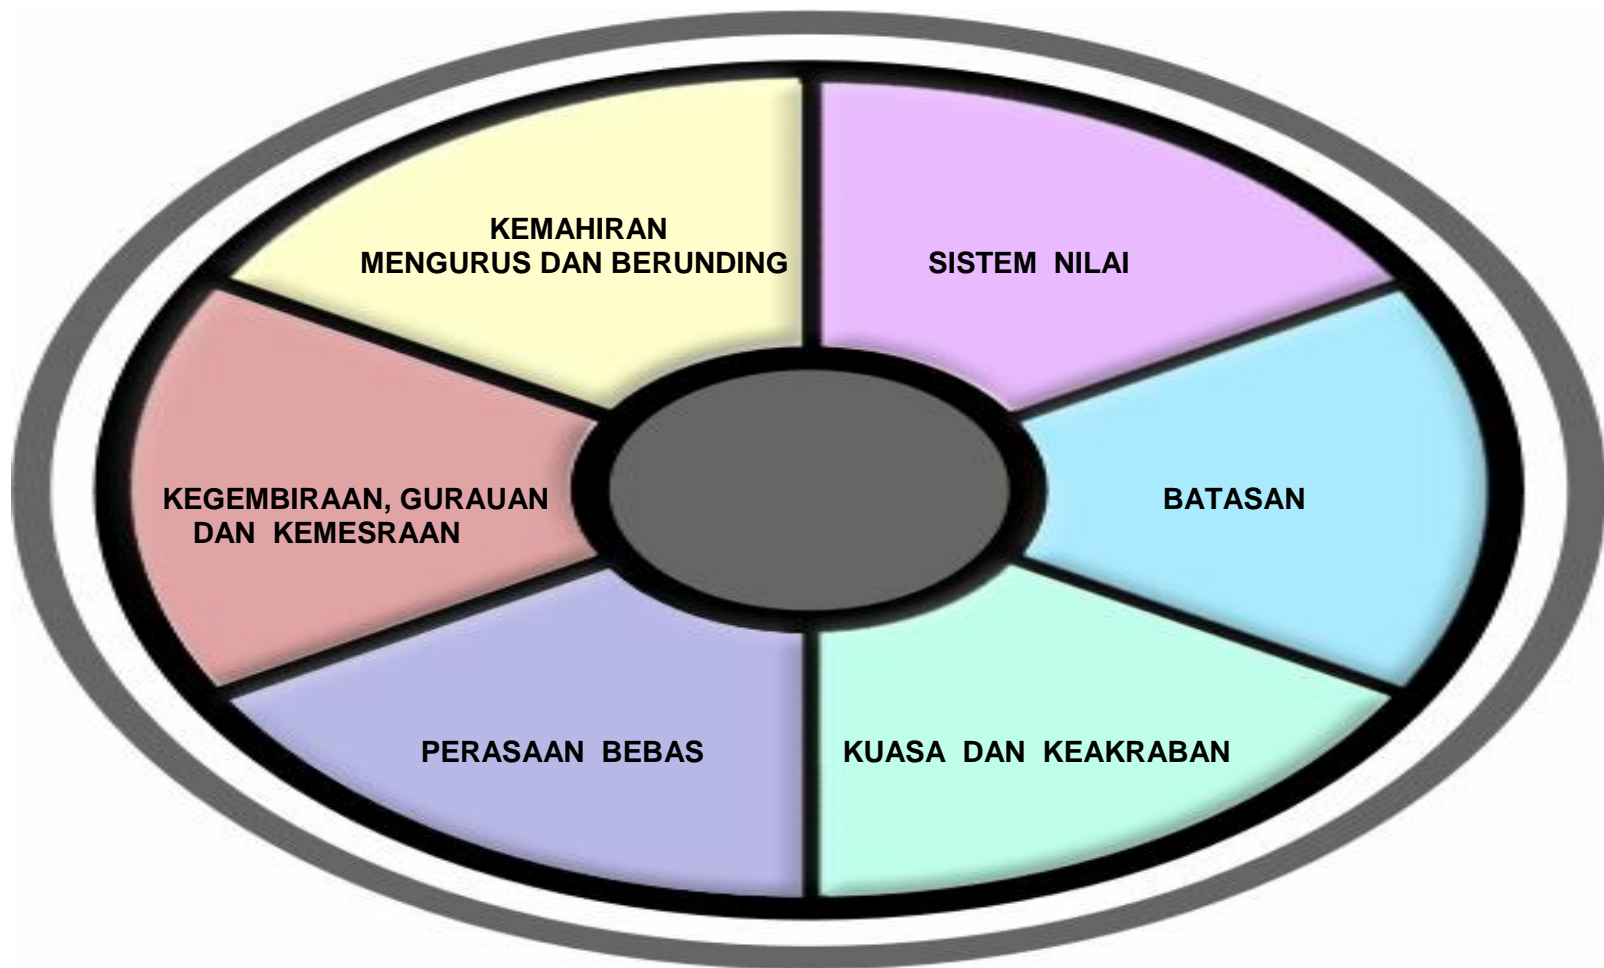 KEMAHIRAN
MENGURUS DAN BERUNDING
SISTEM NILAI
KEGEMBIRAAN, GURAUAN
DAN KEMESRAAN
BATASAN
PERASAAN BEBAS
KUASA DAN KEAKRABAN